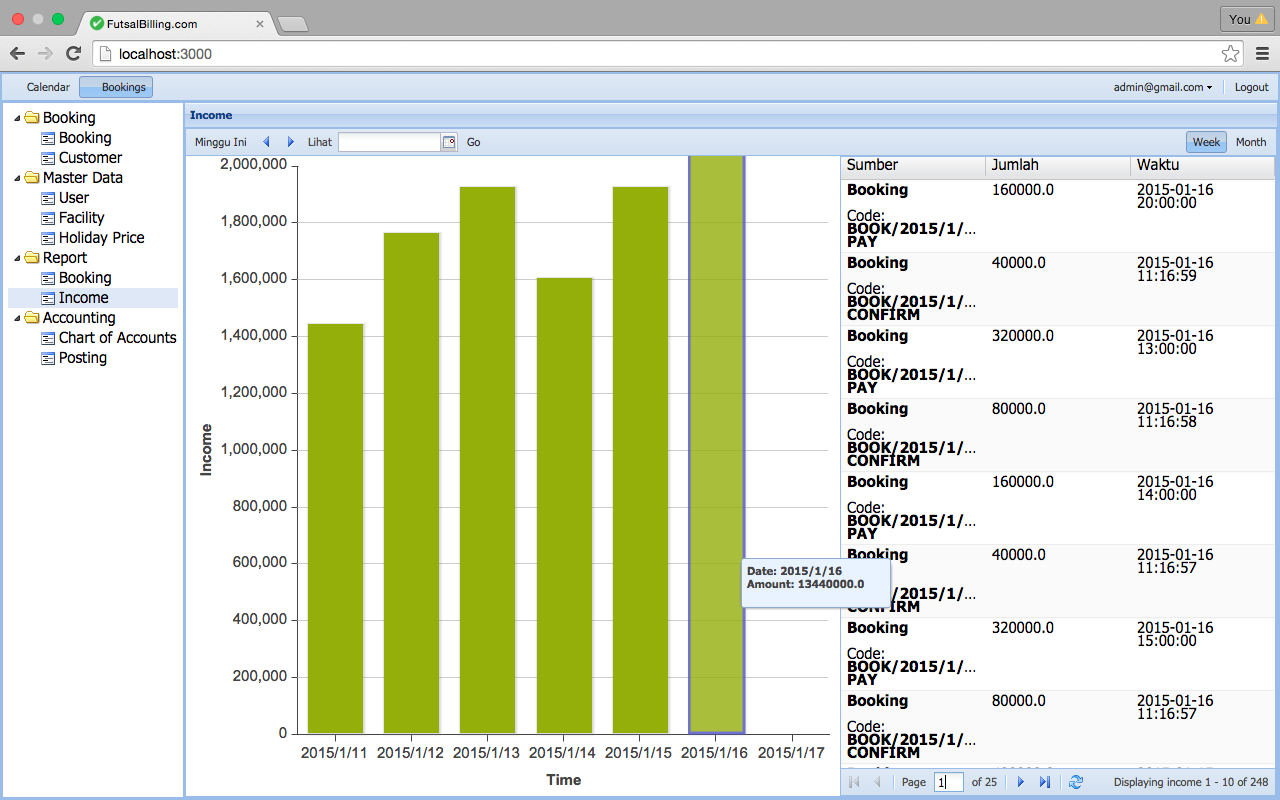 FutsalBilling.com
You
localhost:3000
Calendar
Bookings
admin@gmail.com
Logout
Booking
Booking
Customer
Master Data
User
Facility
Holiday Price
Report
Booking
Income
Accounting
Chart of Accounts
Posting
Income
Minggu Ini
Lihat
Go
Week
Month
2,000,000
1,800,000
1,600,000
1,400,000
1,200,000
1,000,000
800,000
600,000
400,000
200,000
0
Income
2015/1/11 2015/1/12 2015/1/13 2015/1/14 2015/1/15 2015/1/16 2015/1/17
Time
Date: 2015/1/16
Amount: 13440000.0
Sumber Jumlah Waktu
Booking 160000.0 2015-01-16
20:00:00
Code:
BOOK/2015/1/...
PAY
Booking 40000.0 2015-01-16
11:16:59
Code:
BOOK/2015/1/...
CONFIRM
Booking 320000.0 2015-01-16
13:00:00
Code:
BOOK/2015/1/...
PAY
Booking 80000.0 2015-01-16
11:16:58
Code:
BOOK/2015/1/...
CONFIRM
Booking 160000.0 2015-01-16
14:00:00
Code:
BOOK/2015/1/...
PAY
Booking 40000.0 2015-01-16
11:16:57
/2015/1/...
CONFIRM
Booking 320000.0 2015-01-16
15:00:00
Code:
BOOK/2015/1/...
PAY
Booking 80000.0 2015-01-16
11:16:57
Code:
BOOK/2015/1/...
CONFIRM
Page 1 of 25
Displaying income 1 - 10 of 248